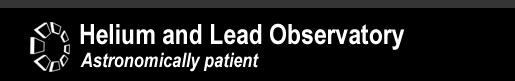 Helium and Lead Observatory
Astronomically patient